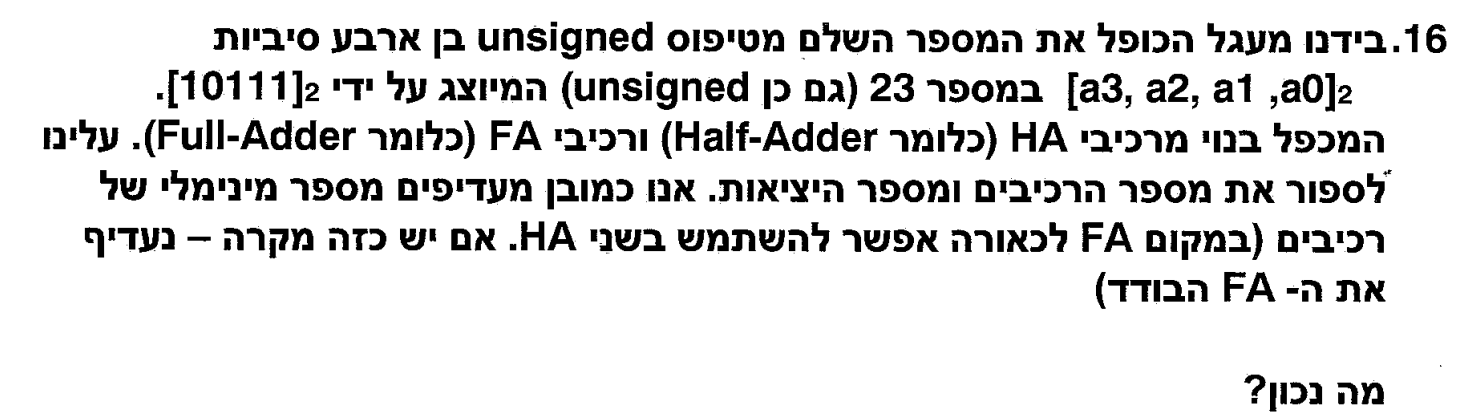 16. בידנו מעגל הכופל את המספר השלם מטיפוס unsigned בן ארבע סיביות
[a3, a2, a1 ,a0]2 במספר 23 (גם כן unsigned) המיוצג על ידי [10111]2.
המכפל בנוי מרכיבי HA (כלומר Half-Adder) ורכיבי FA (כלומר Full-Adder). עלינו
לספור את מספר הרכיבים ומספר היציאות. אנו כמובן מעדיפים מספר מינימלי של
רכיבים (במקום FA לכאורה אפשר להשתמש בשני HA. אם יש כזה מקרה – נעדיף
את ה- FA הבודד)
מה נכון?